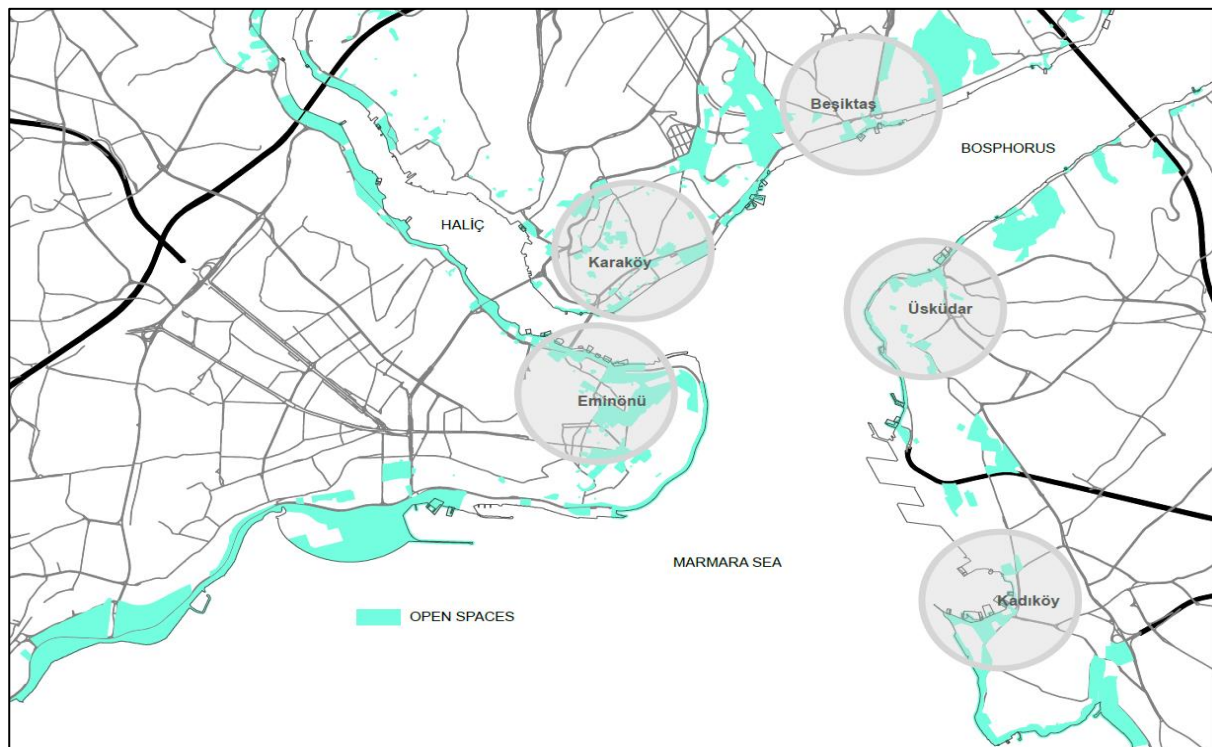 Beşiktaş
BOSPHORUS
HALİÇ
Karaköy
Üsküdar
Eminönü
MARMARA SEA
Kadıköy
OPEN SPACES